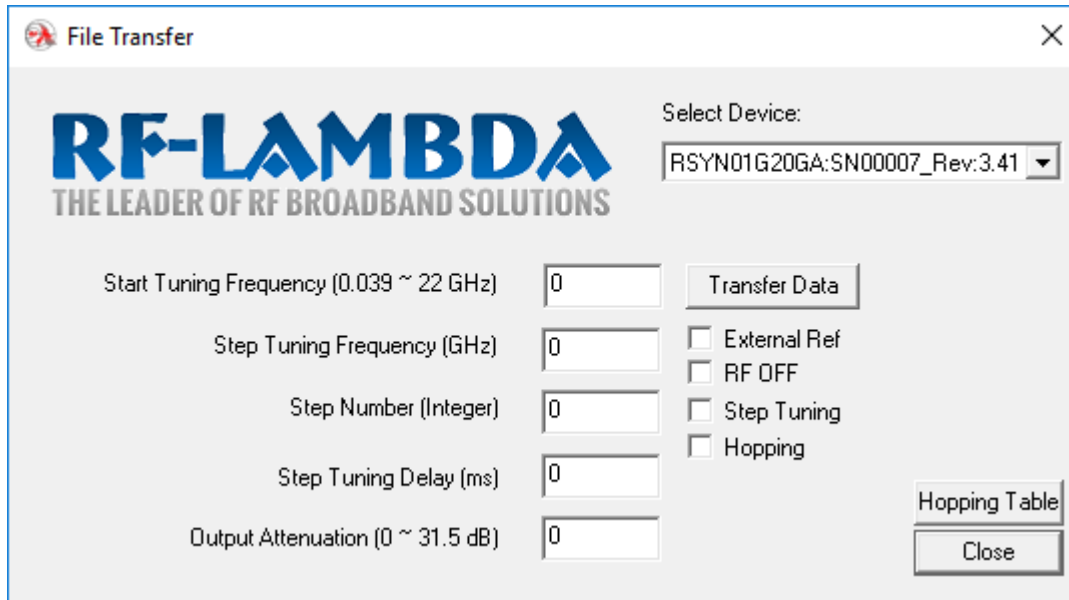 File Transfer
RF-LAMBDA
THE LEADER OF RF BROADBAND SOLUTIONS
Select Device:
RSYN01G20GA:SN00007_Rev:3.41
Start Tuning Frequency (0.039 ~ 22 GHz)
0
Transfer Data
Step Tuning Frequency (GHz)
0
External Ref
RF OFF
Step Number (Integer)
0
Step Tuning
Hopping
Step Tuning Delay (ms)
0
Hopping Table
Output Attenuation (0 ~ 31.5 dB)
0
Close